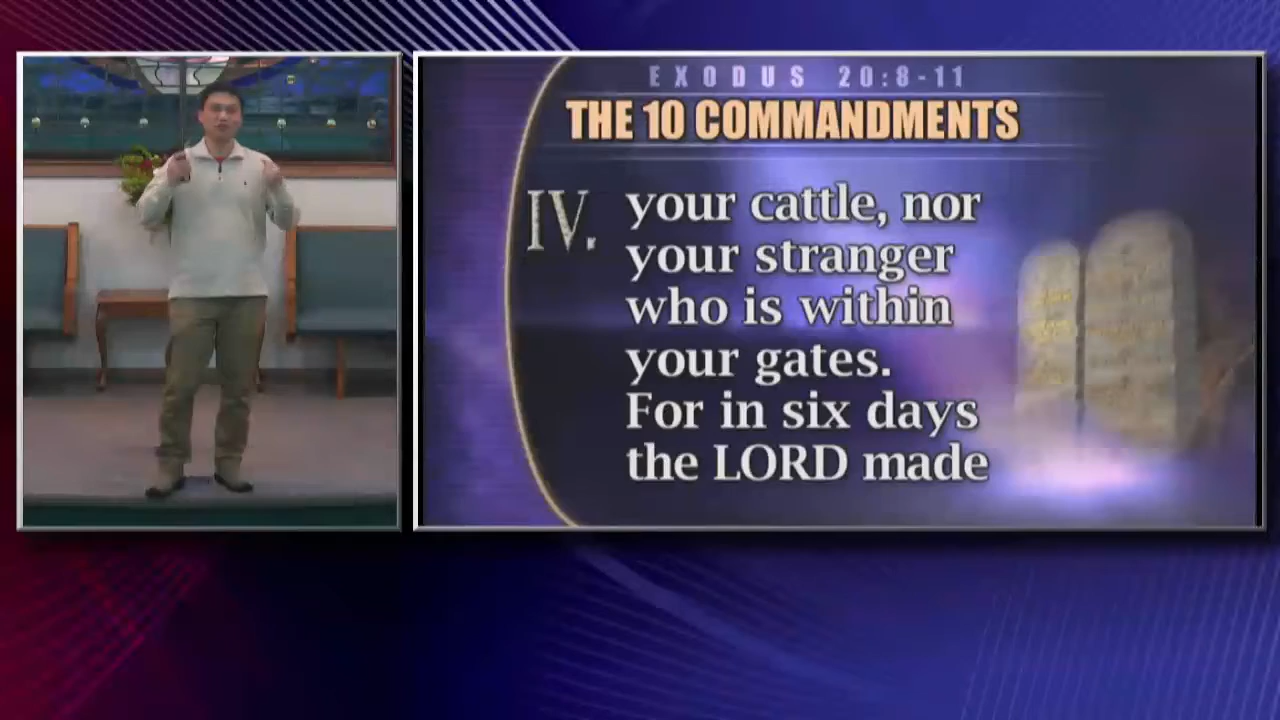 EXODUS 20:8-11
THE 10 COMMANDMENTS
IV. your cattle, nor
your stranger
who is within
your gates.
For in six days
the LORD made